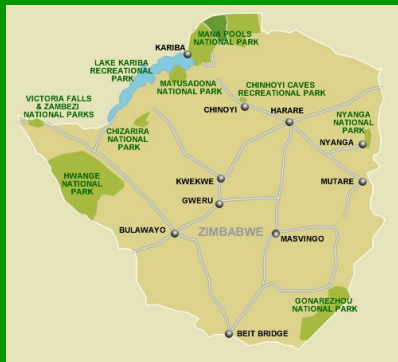 MANA POOLS
NATIONAL PARK
KARIBA
LAKE KARIBA
RECREATIONAL
PARK
MATUSADONA
NATIONAL PARK
CHINHOYI CAVES
RECREATIONAL PARK
VICTORIA FALLS
& ZAMBEZI
NATIONAL PARKS
CHINOYI
HARARE
CHIZARIRA
NATIONAL
PARK
NYANGA
NATIONAL
PARK
NYANGA
HWANGE
NATIONAL
PARK
KWEKWE
MUTARE
GWERU
BULAWAYO
ZIMBABWE
MASVINGO
GONAREZHOU
NATIONAL PARK
BEIT BRIDGE